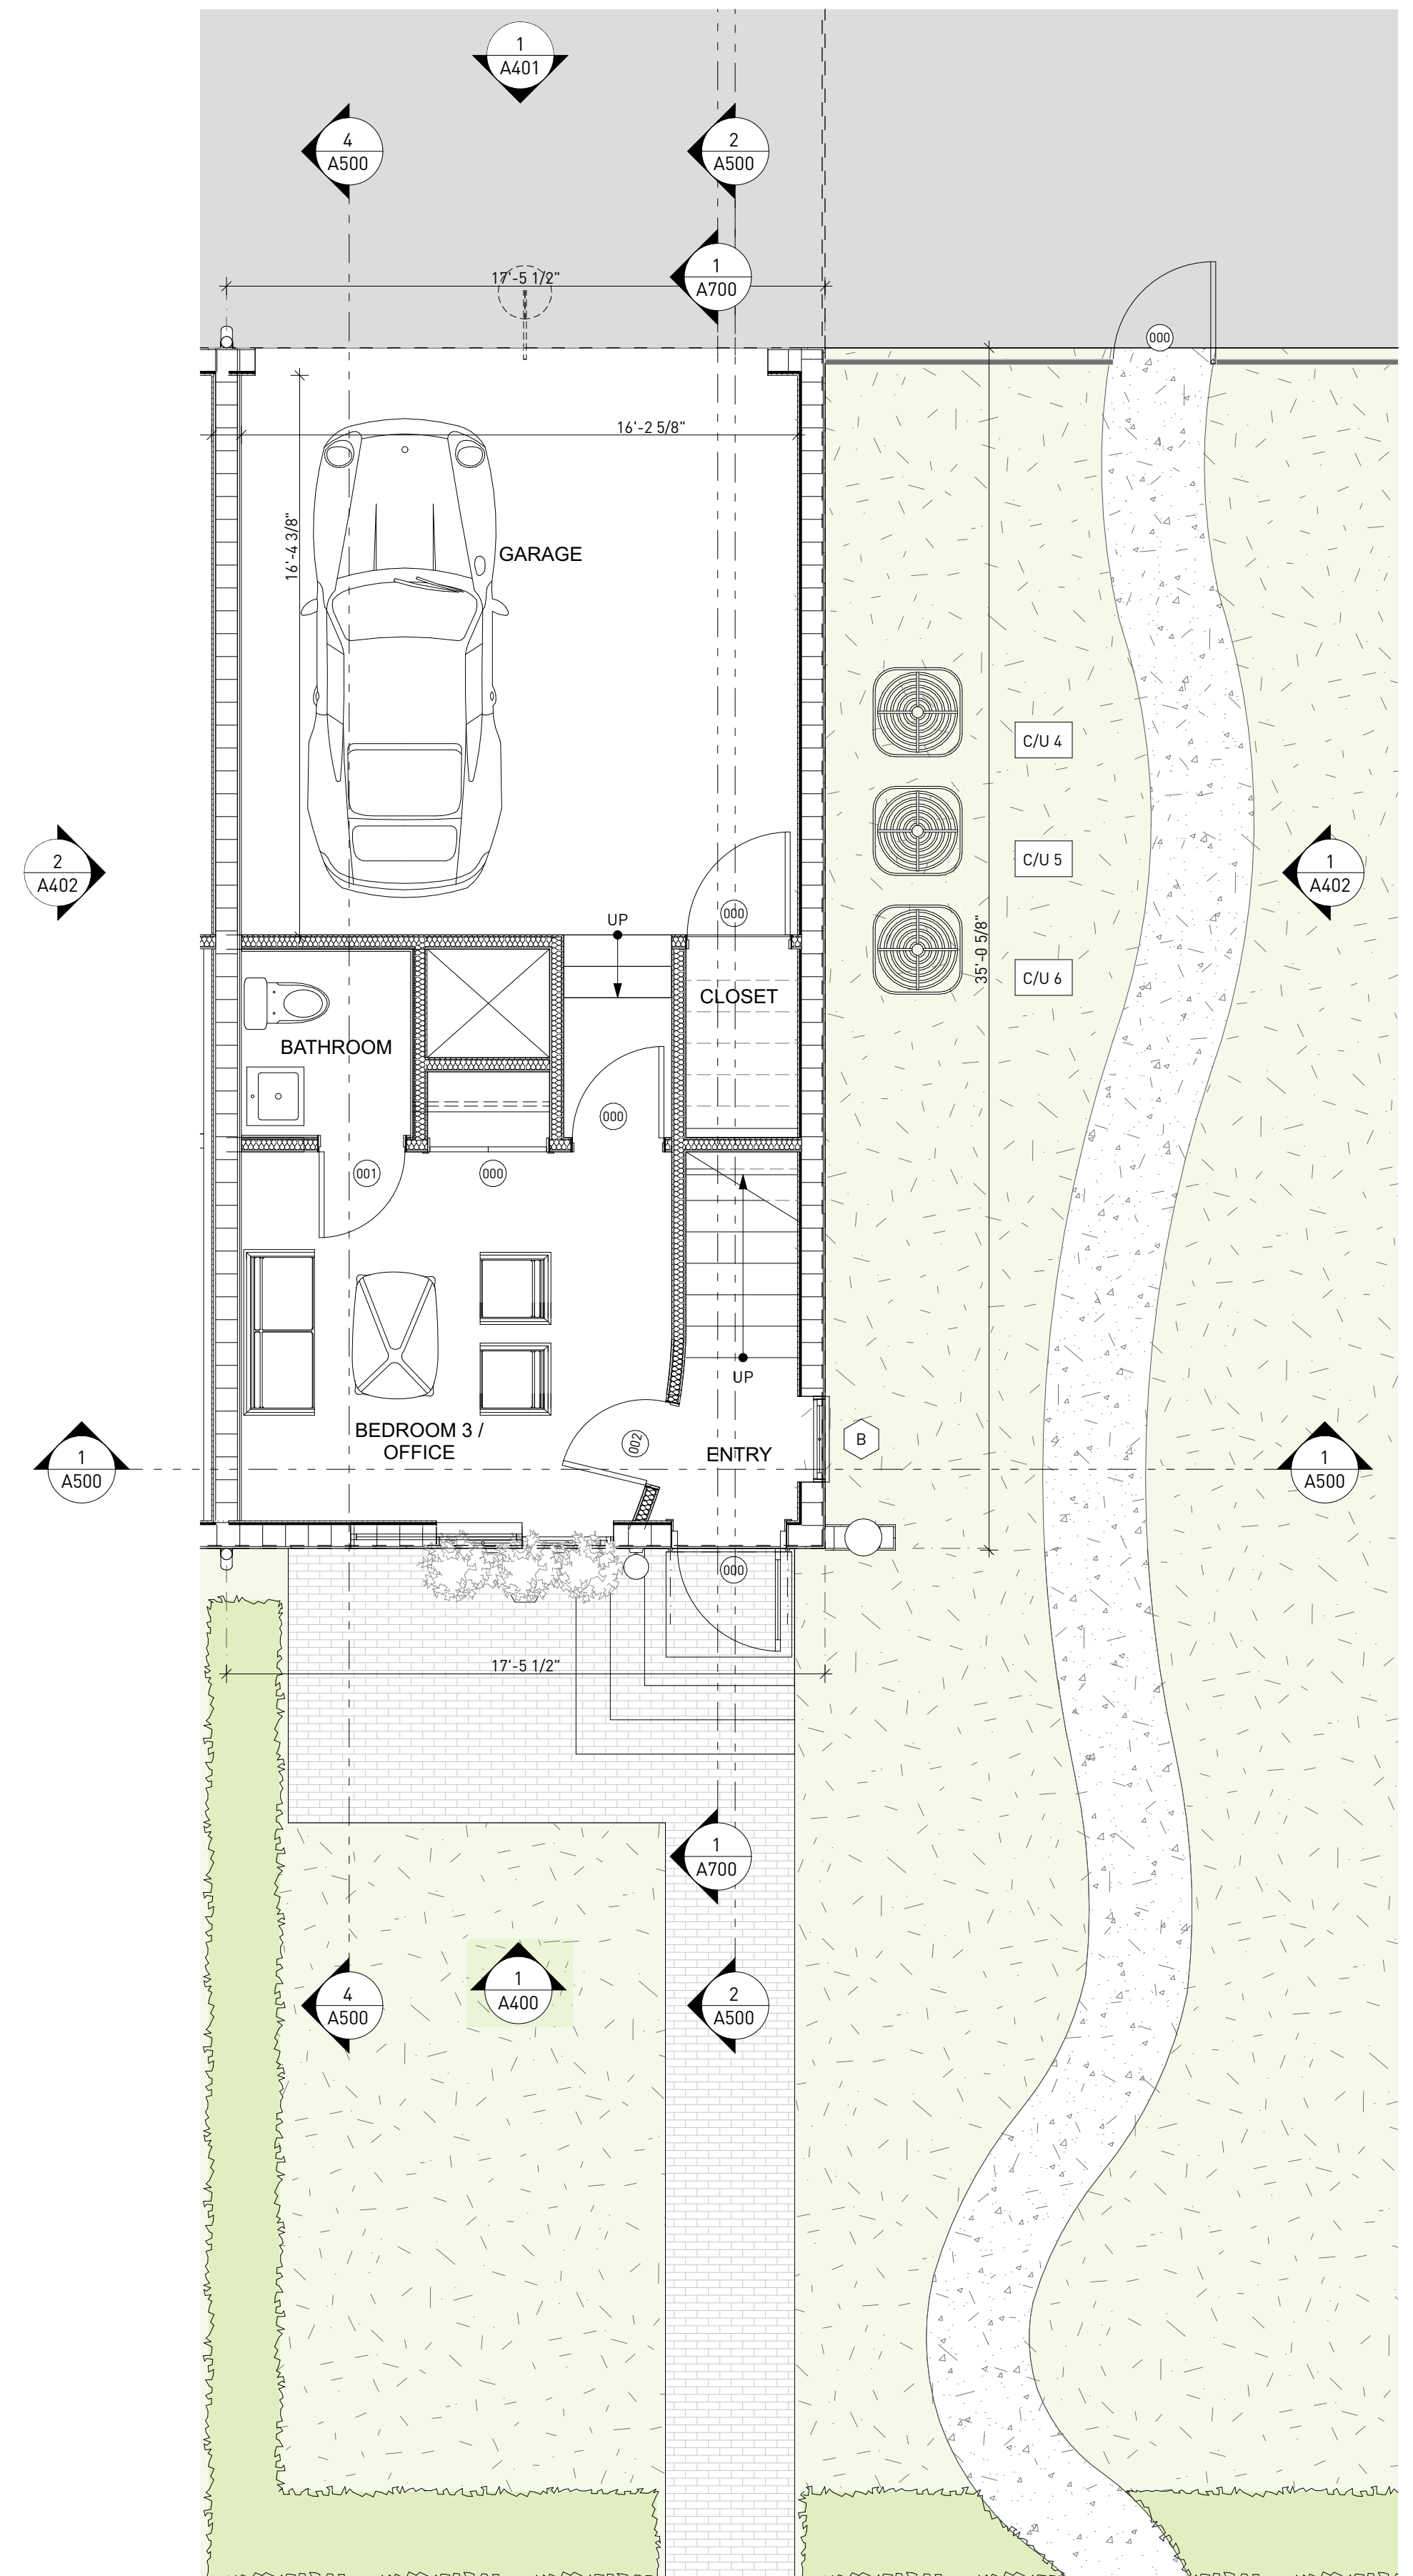 1
A401
4
A500
2
A500
1
A700
17'-5 1/2"
000
16'-2 5/8"
16'-4 3/8"
GARAGE
C/U 4
C/U 5
C/U 6
2
A402
1
A402
35'-0 5/8"
000
UP
CLOSET
BATHROOM
000
001
000
UP
BEDROOM 3 /
OFFICE
002
ENTRY
B
1
A500
1
A500
000
17'-5 1/2"
1
A700
1
A400
4
A500
2
A500